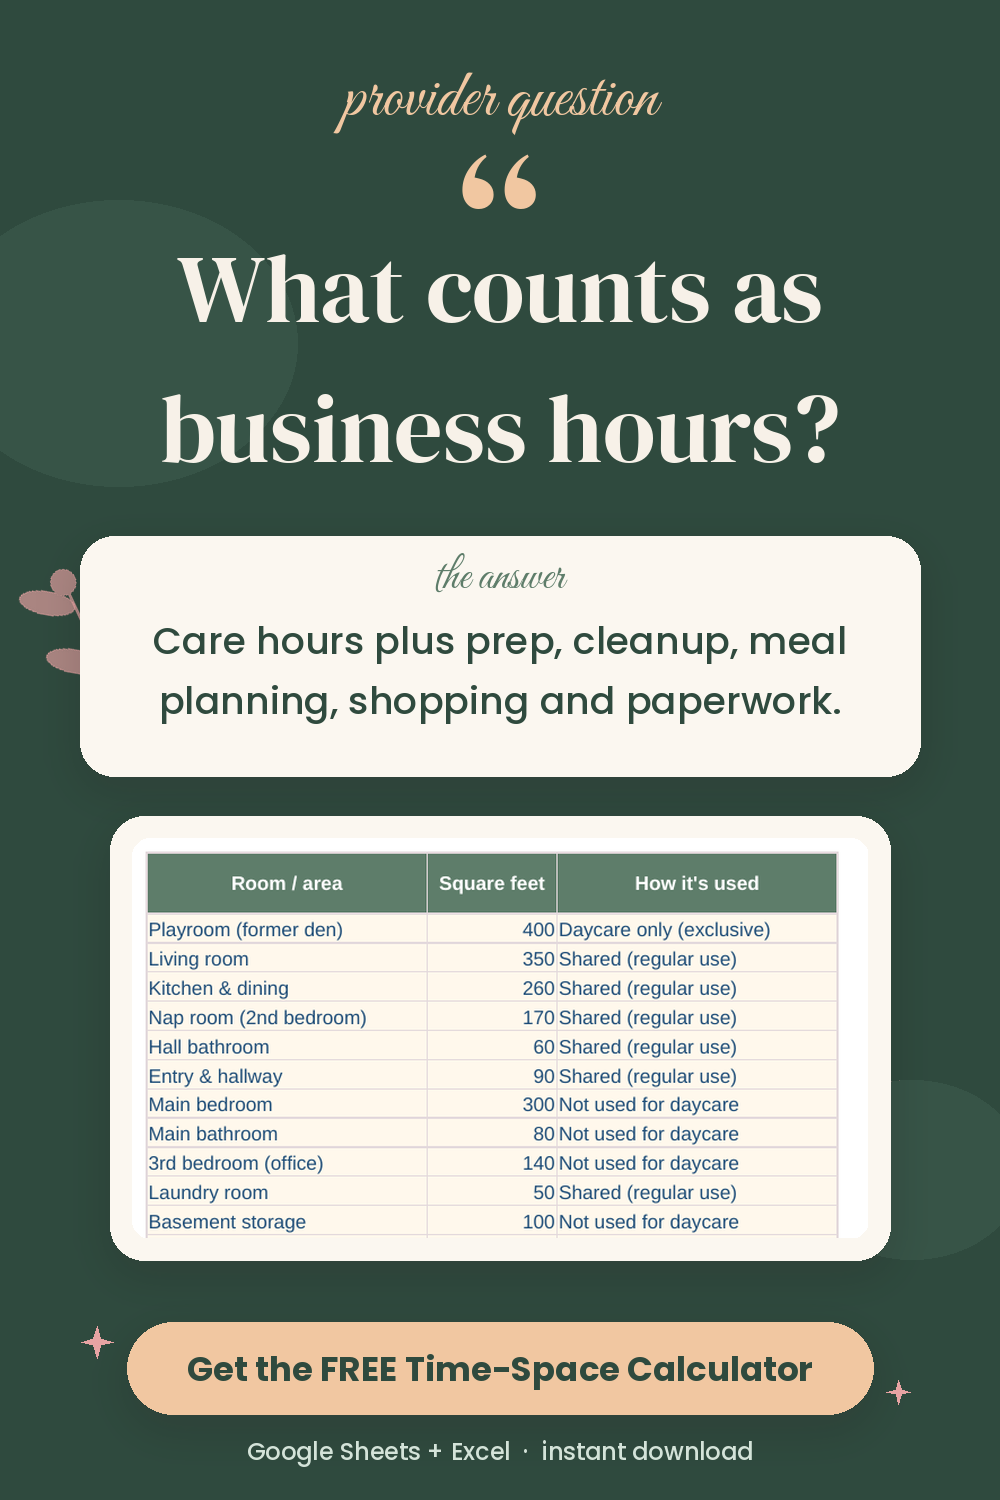 provider question
“
What counts as
business hours?
the answer
Care hours plus prep, cleanup, meal
planning, shopping and paperwork.
Room / area Square feet How it's used
Playroom (former den) 400 Daycare only (exclusive)
Living room 350 Shared (regular use)
Kitchen & dining 260 Shared (regular use)
Nap room (2nd bedroom) 170 Shared (regular use)
Hall bathroom 60 Shared (regular use)
Entry & hallway 90 Shared (regular use)
Main bedroom 300 Not used for daycare
Main bathroom 80 Not used for daycare
3rd bedroom (office) 140 Not used for daycare
Laundry room 50 Shared (regular use)
Basement storage 100 Not used for daycare
Get the FREE Time-Space Calculator
Google Sheets + Excel · instant download